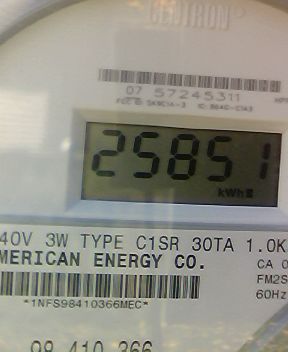 CENTRON
07 57245311
25851
kWh
40V 3W TYPE C1SR 30TA 1.0K
MERICAN ENERGY CO.
CA 0
FM2S
60Hz
*1NFS98410366MEC*
98 410 366